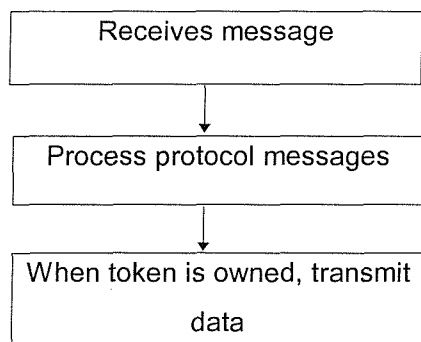 Receives message
Process protocol messages
When token is owned, transmit
data